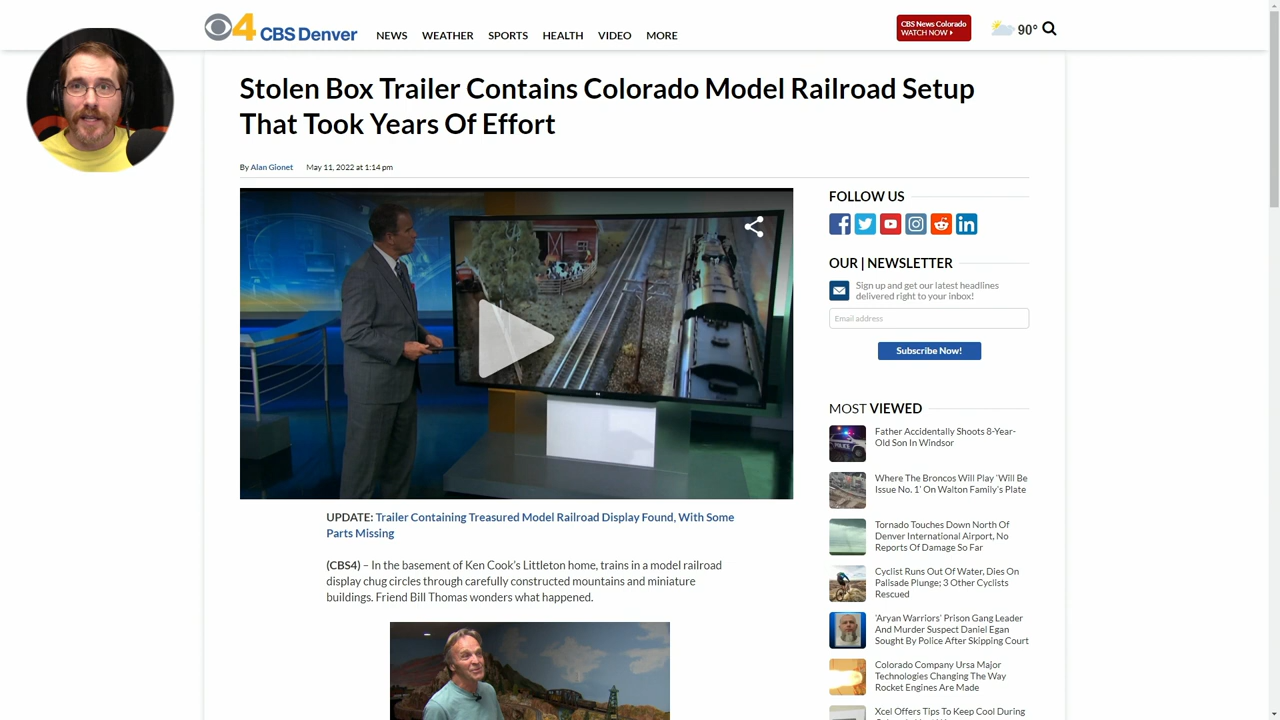 4 CBS Denver
NEWS WEATHER SPORTS HEALTH VIDEO MORE
CBS News Colorado
WATCH NOW
90°
Stolen Box Trailer Contains Colorado Model Railroad Setup
That Took Years Of Effort
By Alan Gionet May 11, 2022 at 1:14 pm
UPDATE: Trailer Containing Treasured Model Railroad Display Found, With Some
Parts Missing
(CBS4) – In the basement of Ken Cook's Littleton home, trains in a model railroad
display chug circles through carefully constructed mountains and miniature
buildings. Friend Bill Thomas wonders what happened.
FOLLOW US
OUR | NEWSLETTER
Sign up and get our latest headlines
delivered right to your inbox!
Email address
Subscribe Now!
MOST VIEWED
Father Accidentally Shoots 8-Year-
Old Son In Windsor
Where The Broncos Will Play 'Will Be
Issue No. 1' On Walton Family's Plate
Tornado Touches Down North Of
Denver International Airport, No
Reports Of Damage So Far
Cyclist Runs Out Of Water, Dies On
Palisade Plunge; 3 Other Cyclists
Rescued
'Aryan Warriors' Prison Gang Leader
And Murder Suspect Daniel Egan
Sought By Police After Skipping Court
Colorado Company Ursa Major
Technologies Changing The Way
Rocket Engines Are Made
Xcel Offers Tips To Keep Cool During